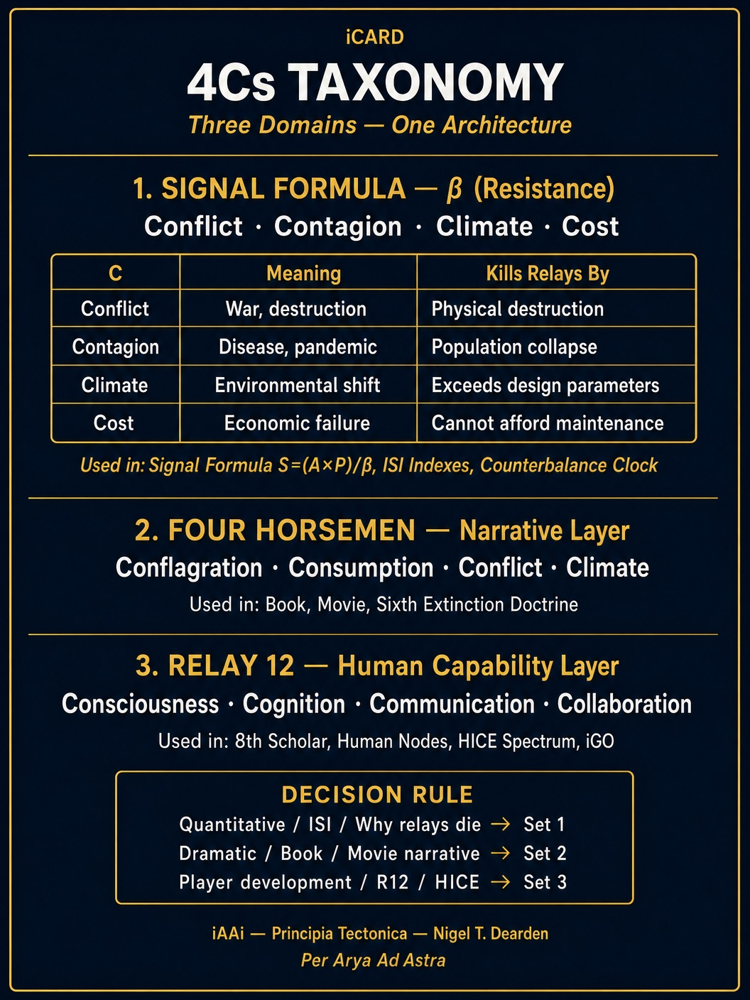 iCARD
4Cs TAXONOMY
Three Domains — One Architecture
1. SIGNAL FORMULA — β (Resistance)
Conflict · Contagion · Climate · Cost
C Meaning Kills Relays By
Conflict War, destruction Physical destruction
Contagion Disease, pandemic Population collapse
Climate Environmental shift Exceeds design parameters
Cost Economic failure Cannot afford maintenance
Used in: Signal Formula S=(A×P)/β, ISI Indexes, Counterbalance Clock
2. FOUR HORSEMEN — Narrative Layer
Conflagration · Consumption · Conflict · Climate
Used in: Book, Movie, Sixth Extinction Doctrine
3. RELAY 12 — Human Capability Layer
Consciousness · Cognition · Communication · Collaboration
Used in: 8th Scholar, Human Nodes, HICE Spectrum, iGO
DECISION RULE
Quantitative / ISI / Why relays die → Set 1
Dramatic / Book / Movie narrative → Set 2
Player development / R12 / HICE → Set 3
iAAi — Principia Tectonica — Nigel T. Dearden
Per Arya Ad Astra